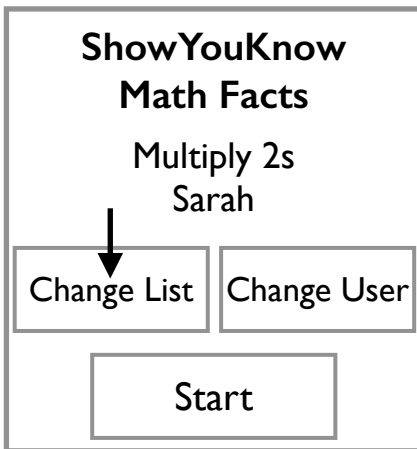 ShowYouKnow
Math Facts
Multiply 2s
Sarah
Change List
Change User
Start